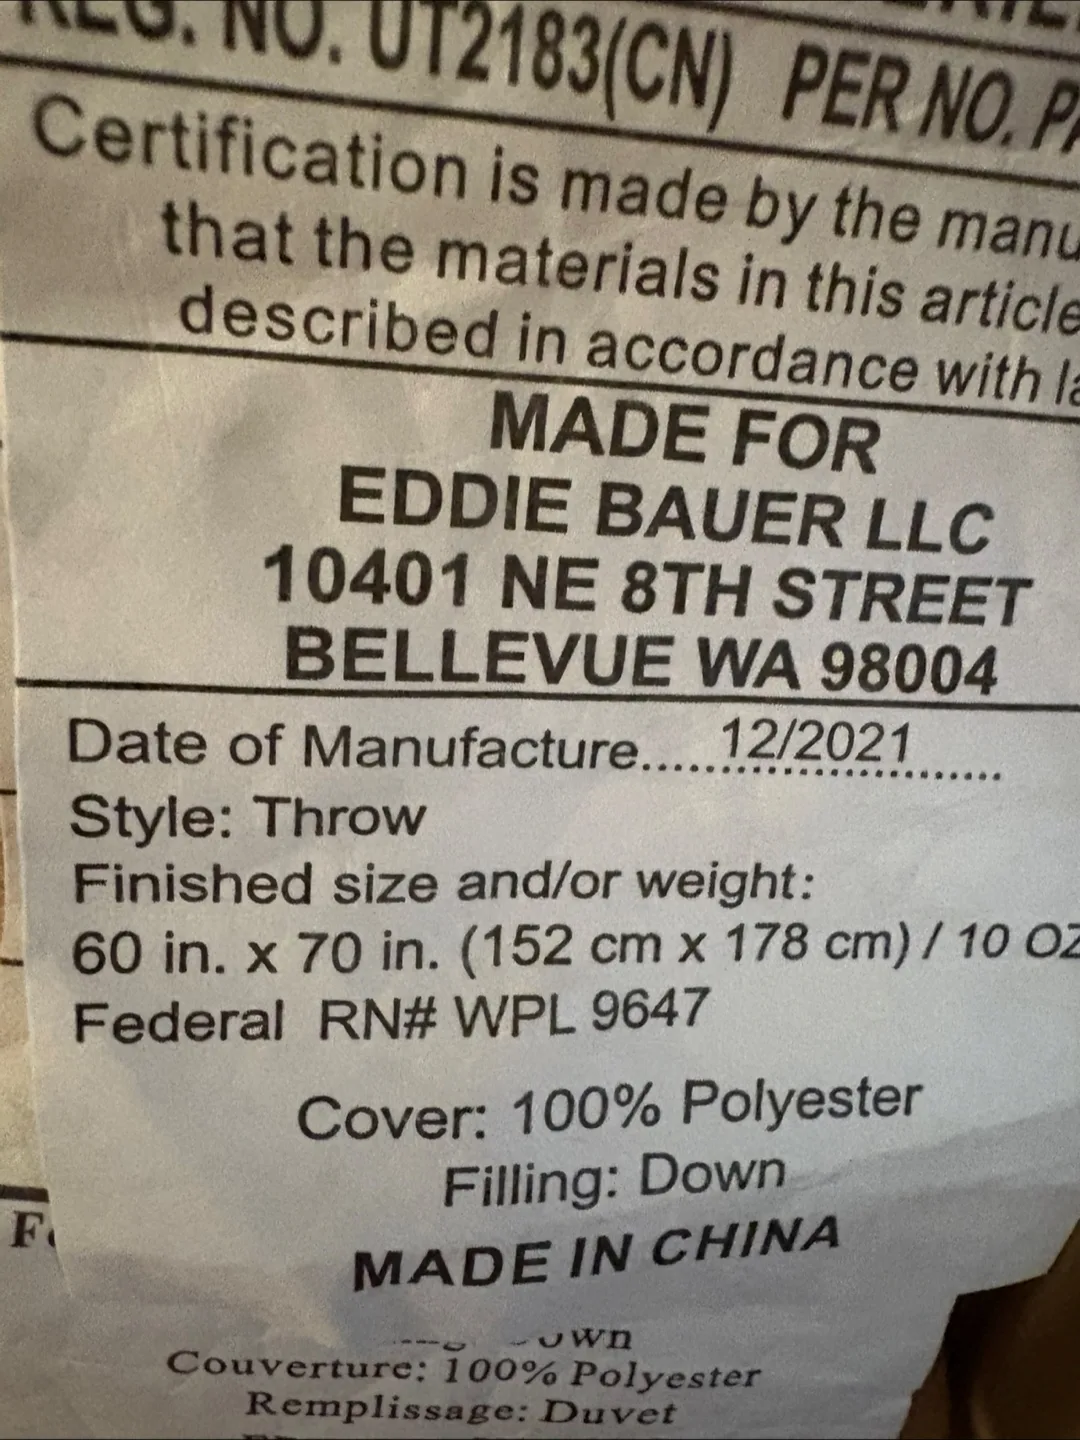 REG. NO. UT2183(CN) PER NO. PA
Certification is made by the manu
that the materials in this article
described in accordance with la
MADE FOR
EDDIE BAUER LLC
10401 NE 8TH STREET
BELLEVUE WA 98004
Date of Manufacture.....12/2021......
Style: Throw
Finished size and/or weight:
60 in. x 70 in. (152 cm x 178 cm) / 10 OZ
Federal RN# WPL 9647
Cover: 100% Polyester
Filling: Down
MADE IN CHINA
Couverture: 100% Polyester
Remplissage: Duvet